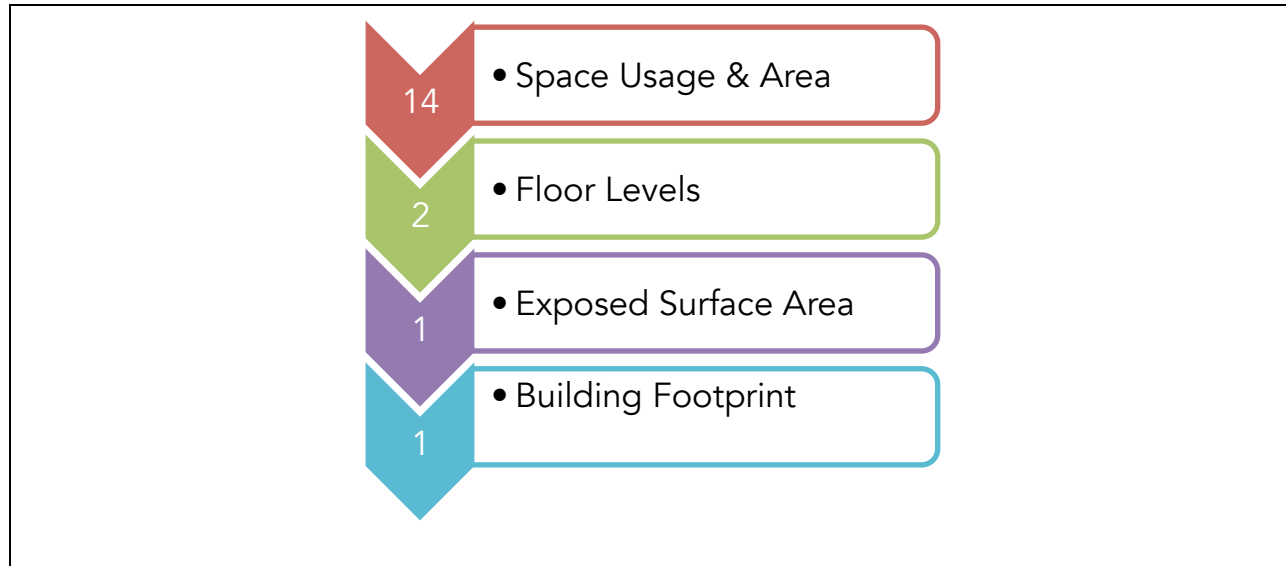 14
• Space Usage & Area
2
• Floor Levels
1
• Exposed Surface Area
1
• Building Footprint